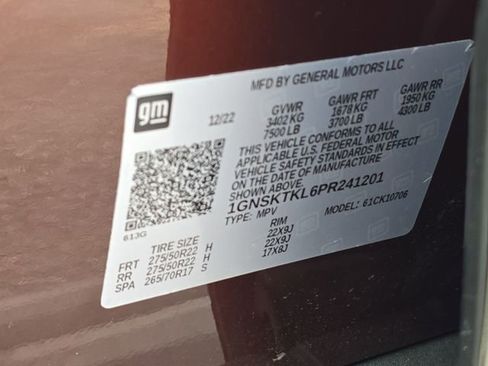 MFD BY GENERAL MOTORS LLC
gm
12/22 GVWR GAWR FRT GAWR RR
3402 KG 1678 KG 1950 KG
7500 LB 3700 LB 4300 LB
THIS VEHICLE CONFORMS TO ALL
APPLICABLE U.S. FEDERAL MOTOR
VEHICLE SAFETY STANDARDS IN EFFECT
ON THE DATE OF MANUFACTURE
SHOWN ABOVE.
1GNSKTKL6PR241201
TYPE: MPV MODEL: 61CK10706
613G
TIRE SIZE RIM
FRT 275/50R22 H 22X9J
RR 275/50R22 H 22X9J
SPA 265/70R17 S 17X8J